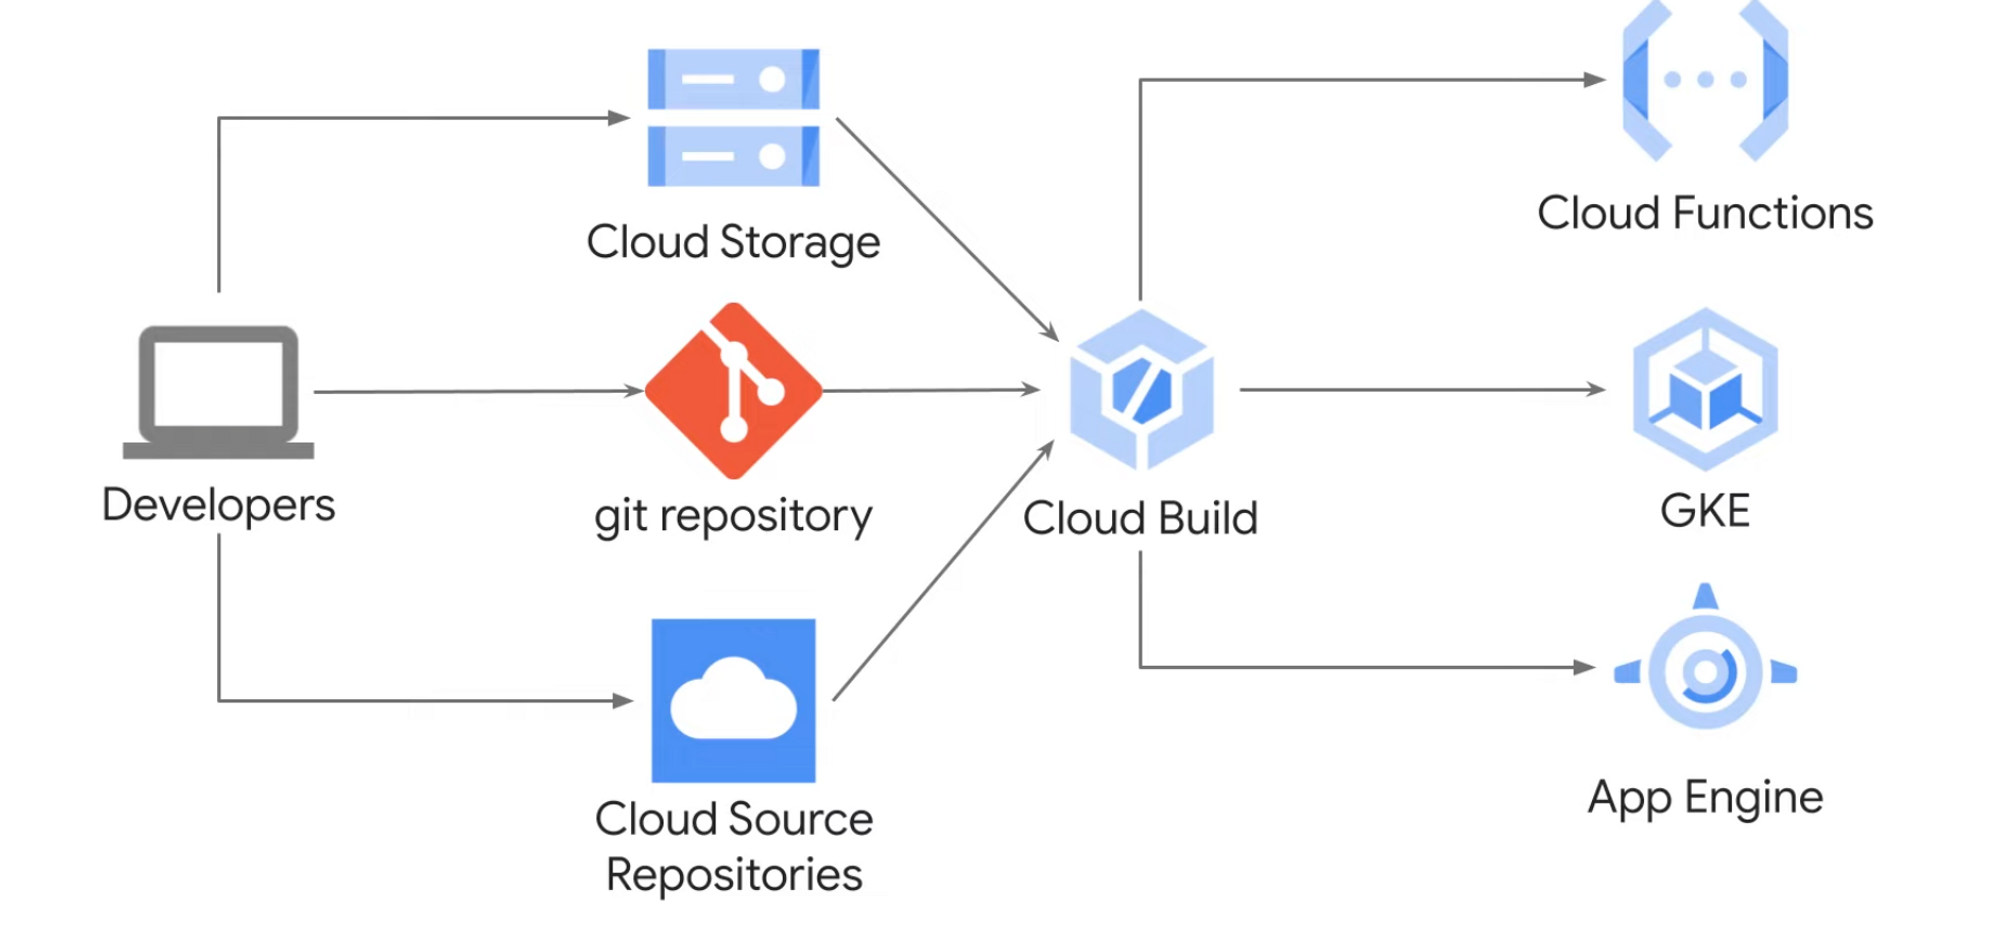 Cloud Functions
Cloud Storage
Developers
git repository
Cloud Build
GKE
App Engine
Cloud Source
Repositories